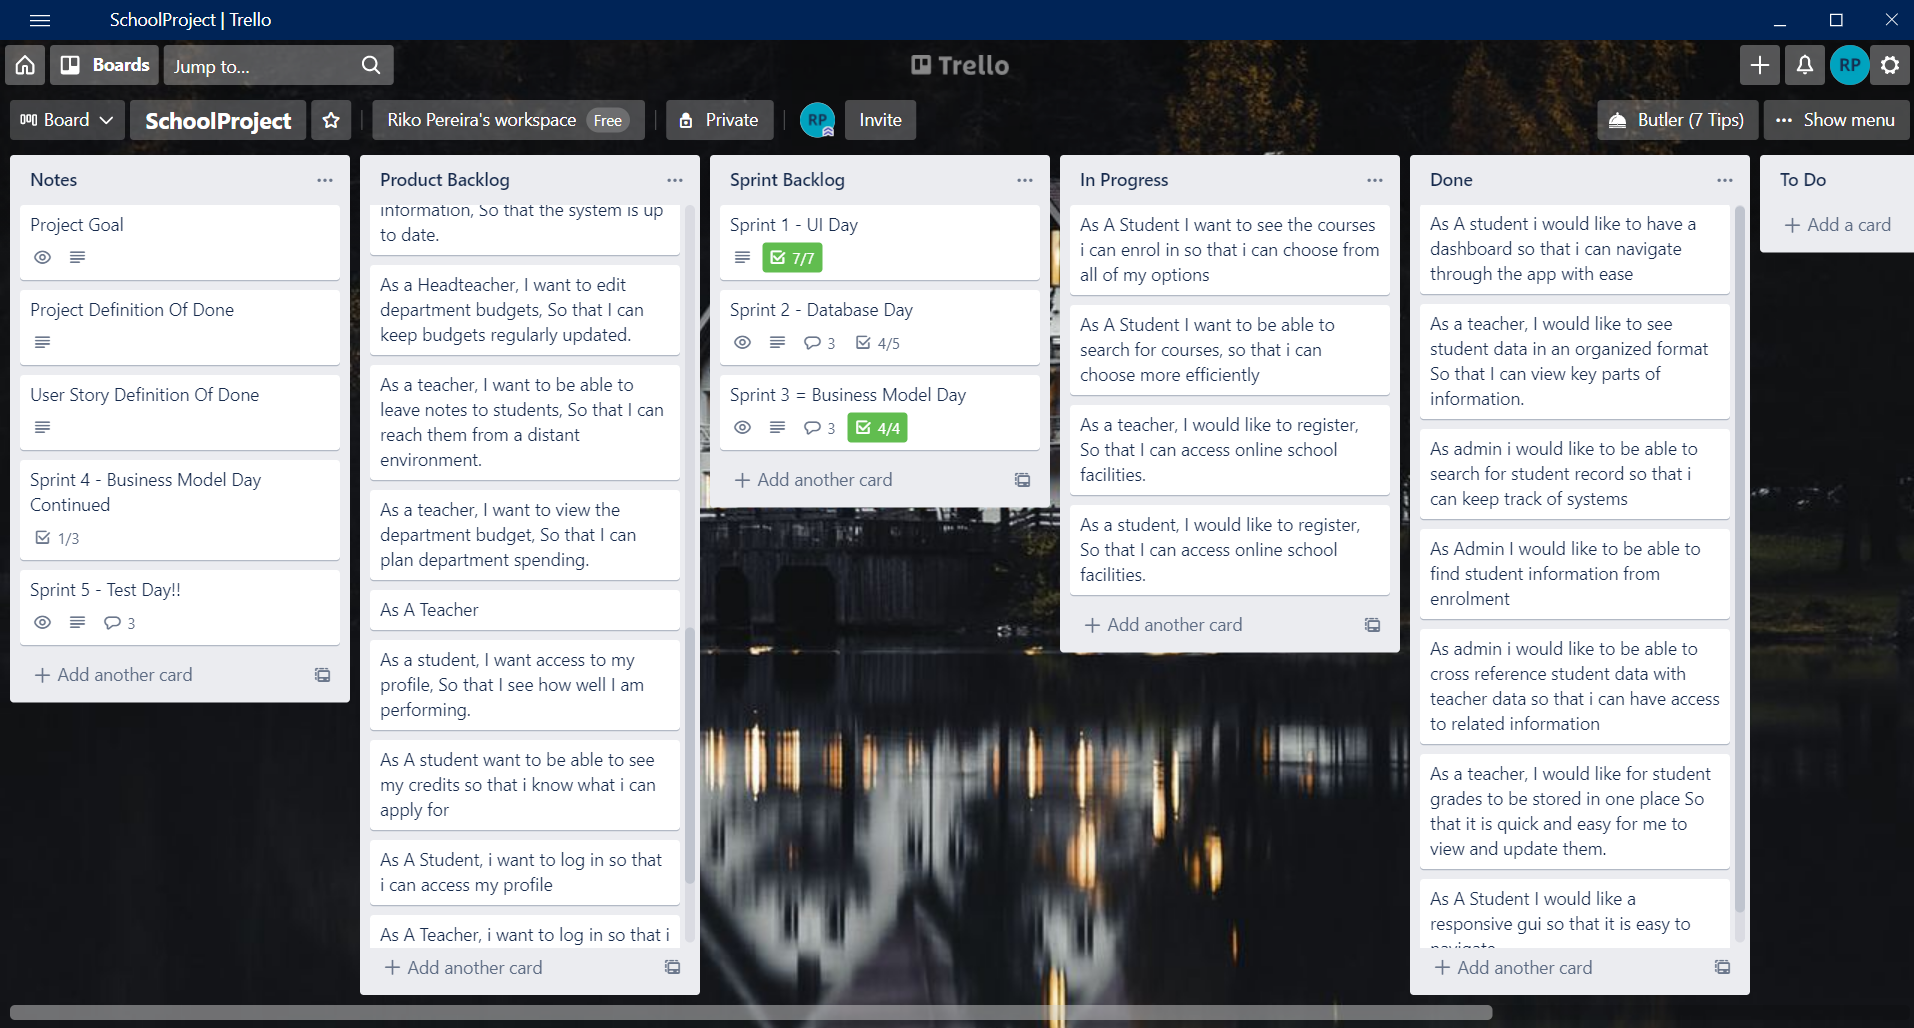 SchoolProject | Trello
Boards
Jump to...
Trello
RP
Board
SchoolProject
Riko Pereira's workspace
Free
Private
RP
Invite
Butler (7 Tips)
Show menu
Notes
Project Goal
Project Definition Of Done
User Story Definition Of Done
Sprint 4 - Business Model Day
Continued
1/3
Sprint 5 - Test Day!!
3
Add another card
Product Backlog
information, So that the system is up
to date.
As a Headteacher, I want to edit
department budgets, So that I can
keep budgets regularly updated.
As a teacher, I want to be able to
leave notes to students, So that I can
reach them from a distant
environment.
As a teacher, I want to view the
department budget, So that I can
plan department spending.
As A Teacher
As a student, I want access to my
profile, So that I see how well I am
performing.
As A student want to be able to see
my credits so that i know what i can
apply for
As A Student, i want to log in so that
i can access my profile
As A Teacher, i want to log in so that i
Add another card
Sprint Backlog
Sprint 1 - UI Day
7/7
Sprint 2 - Database Day
3
4/5
Sprint 3 = Business Model Day
3
4/4
Add another card
In Progress
As A Student I want to see the courses
i can enrol in so that i can choose from
all of my options
As A Student I want to be able to
search for courses, so that i can
choose more efficiently
As a teacher, I would like to register,
So that I can access online school
facilities.
As a student, I would like to register,
So that I can access online school
facilities.
Add another card
Done
As A student i would like to have a
dashboard so that i can navigate
through the app with ease
As a teacher, I would like to see
student data in an organized format
So that I can view key parts of
information.
As admin i would like to be able to
search for student record so that i
can keep track of systems
As Admin I would like to be able to
find student information from
enrolment
As admin i would like to be able to
cross reference student data with
teacher data so that i can have access
to related information
As a teacher, I would like for student
grades to be stored in one place So
that it is quick and easy for me to
view and update them.
As A Student I would like a
responsive gui so that it is easy to
navigate
Add another card
To Do
Add a card